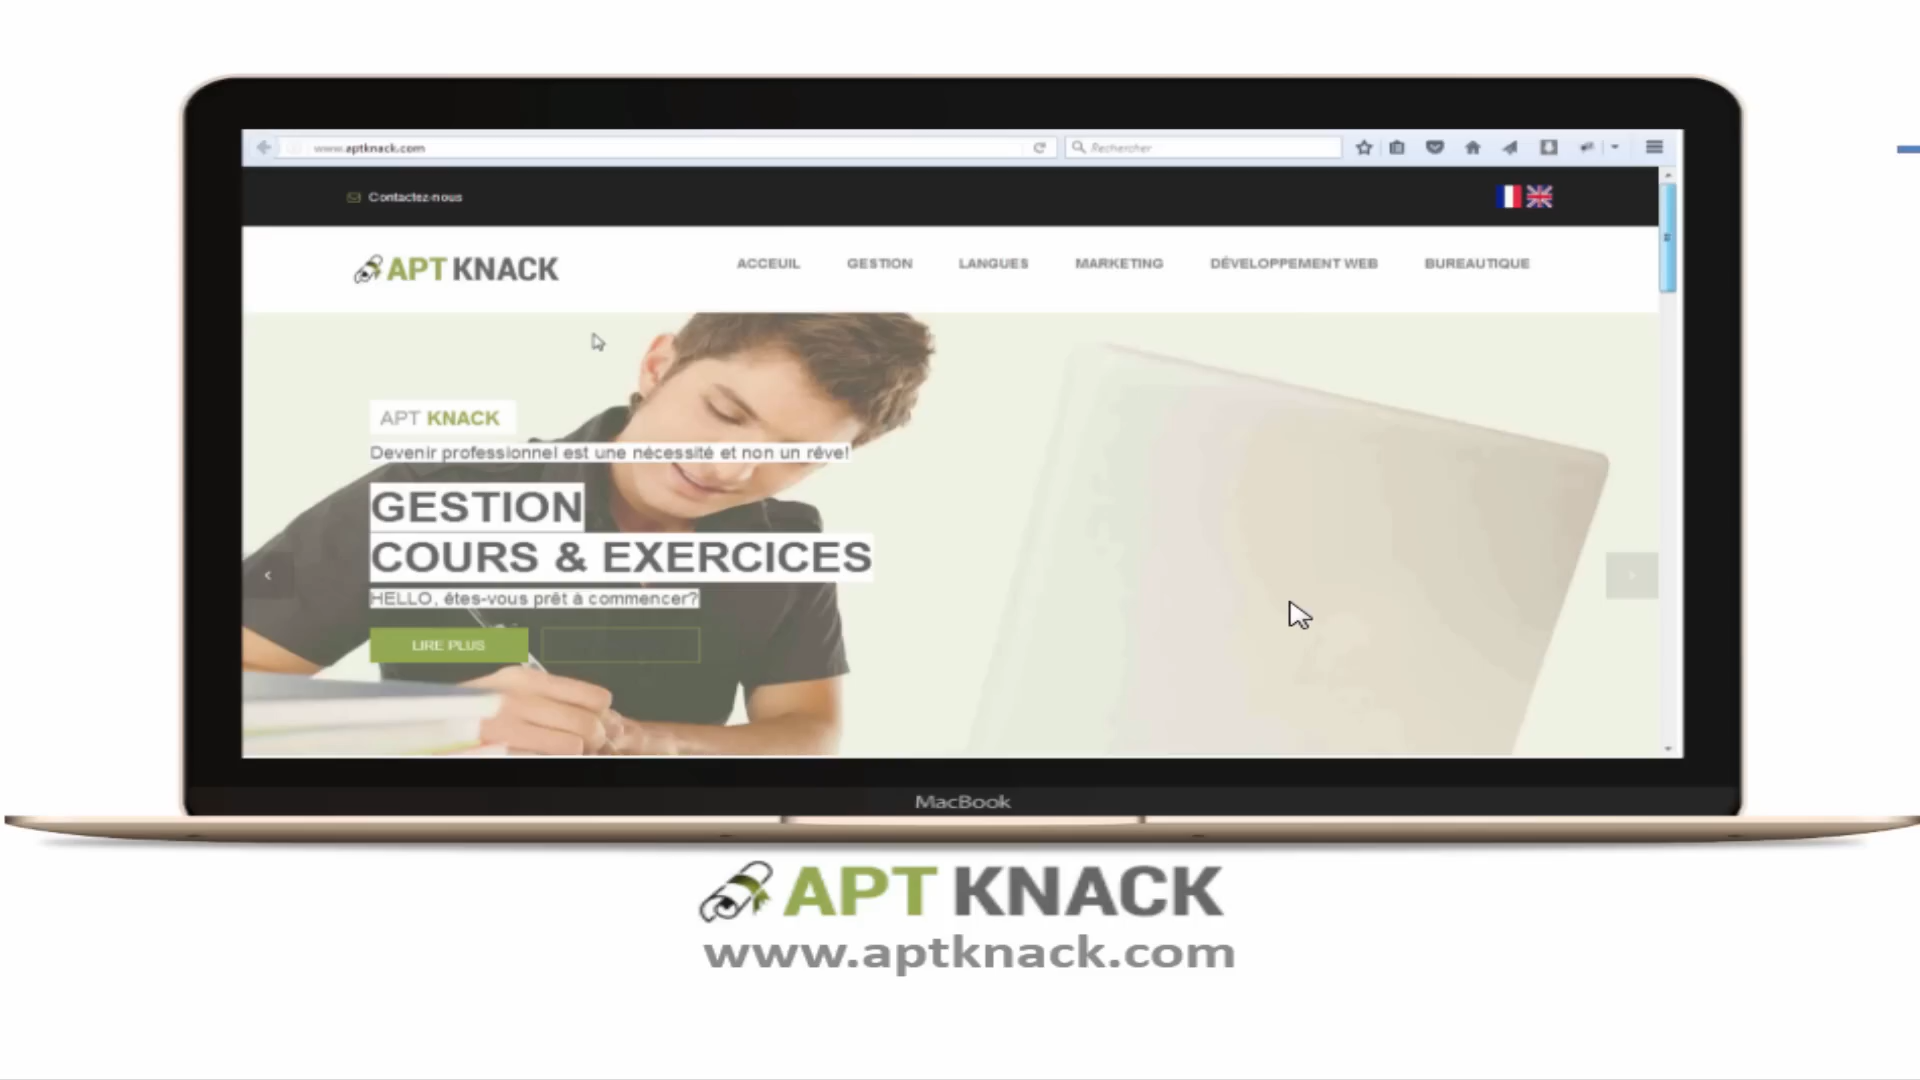 www.aptknack.com
Rechercher
Contactez-nous
APT KNACK
ACCEUIL GESTION LANGUES MARKETING DÉVELOPPEMENT WEB BUREAUTIQUE
APT KNACK
Devenir professionnel est une nécessité et non un rêve!
GESTION
COURS & EXERCICES
HELLO, êtes-vous prêt à commencer?
LIRE PLUS
MacBook
APT KNACK
www.aptknack.com